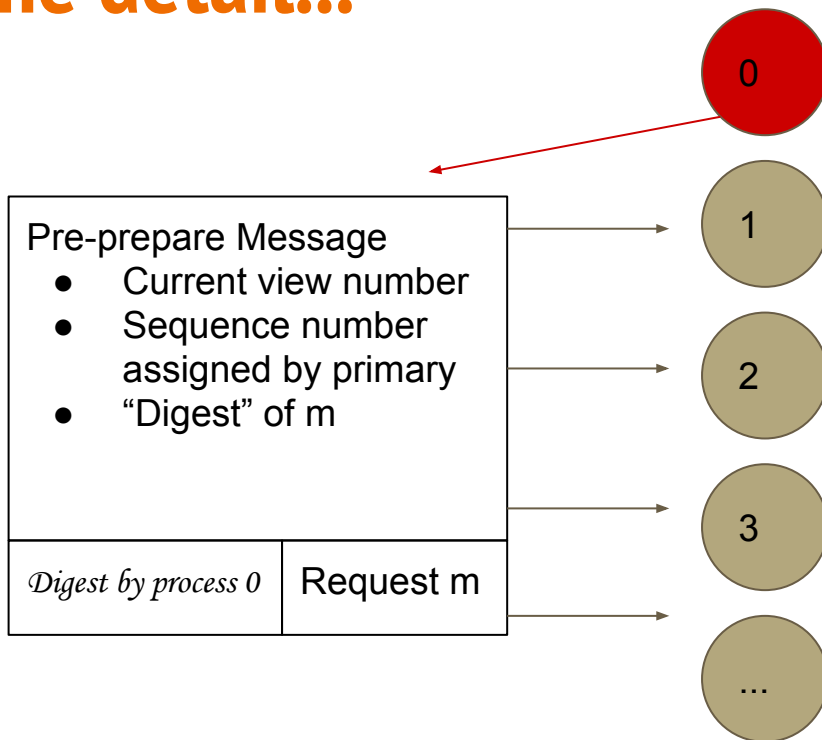 detail...
0
Pre-prepare Message
● Current view number
● Sequence number
assigned by primary
● “Digest” of m
Digest by process 0
Request m
1
2
3
...